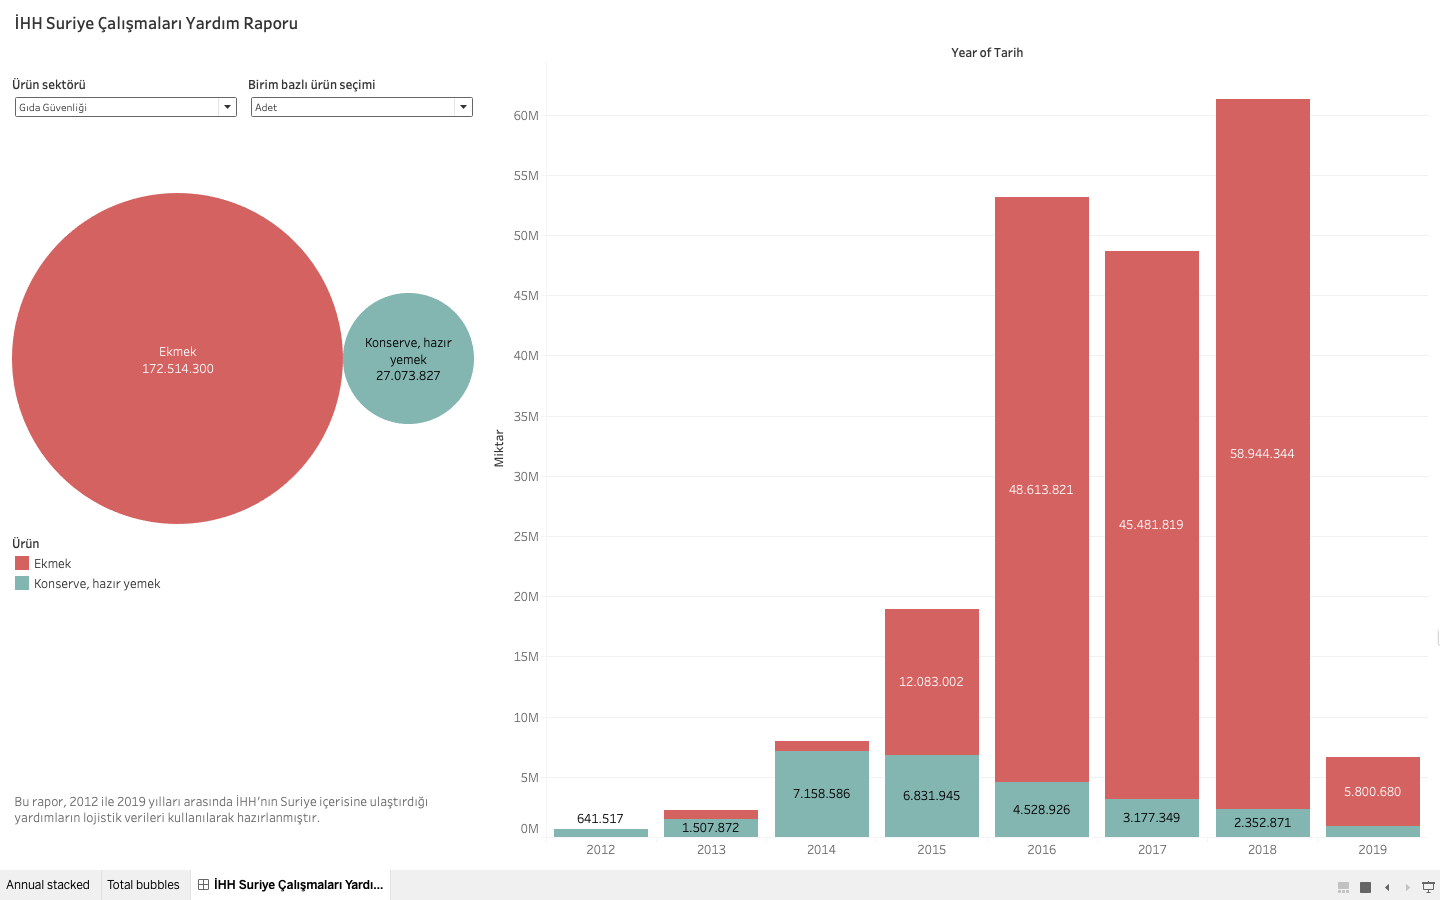 İHH Suriye Çalışmaları Yardım Raporu
Ürün sektörü
Gıda Güvenliği
Birim bazlı ürün seçimi
Adet
Ekmek
172.514.300
Konserve, hazır
yemek
27.073.827
Ürün
Ekmek
Konserve, hazır yemek
Bu rapor, 2012 ile 2019 yılları arasında İHH’nın Suriye içerisine ulaştırdığı
yardımların lojistik verileri kullanılarak hazırlanmıştır.
Year of Tarih
Miktar
60M
55M
50M
45M
40M
35M
30M
25M
20M
15M
10M
5M
0M
641.517
1.507.872
7.158.586
12.083.002
6.831.945
48.613.821
4.528.926
45.481.819
3.177.349
58.944.344
2.352.871
5.800.680
2012
2013
2014
2015
2016
2017
2018
2019
Annual stacked
Total bubbles
İHH Suriye Çalışmaları Yardı...